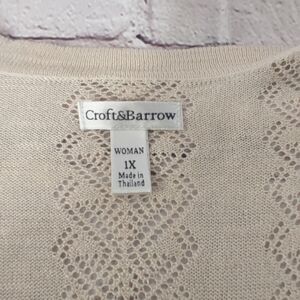 Croft&Barrow
WOMAN
1X
Made in
Thailand